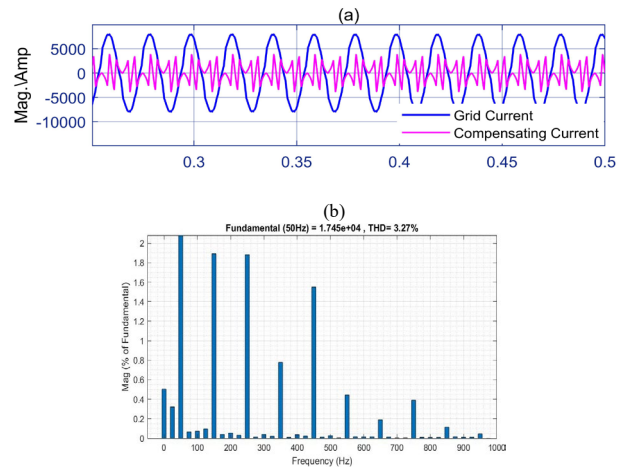 (a)
Mag.\Amp
5000
0
-5000
-10000
Grid Current
Compensating Current
0.3 0.35 0.4 0.45 0.5
(b)
Fundamental (50Hz) = 1.745e+04 , THD= 3.27%
Mag (% of Fundamental)
2
1.8
1.6
1.4
1.2
1
0.8
0.6
0.4
0.2
0
0 100 200 300 400 500 600 700 800 900 1000
Frequency (Hz)